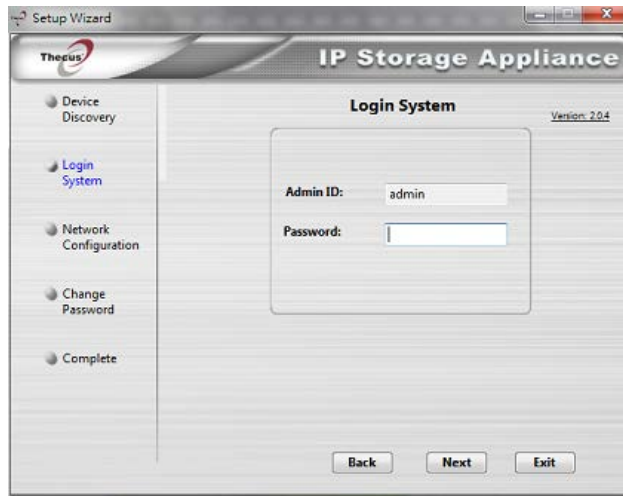 Setup Wizard
Thecus
IP Storage Appliance
Device
Discovery
Login
System
Network
Configuration
Change
Password
Complete
Login System
Version: 2.0.4
Admin ID: admin
Password:
Back Next Exit